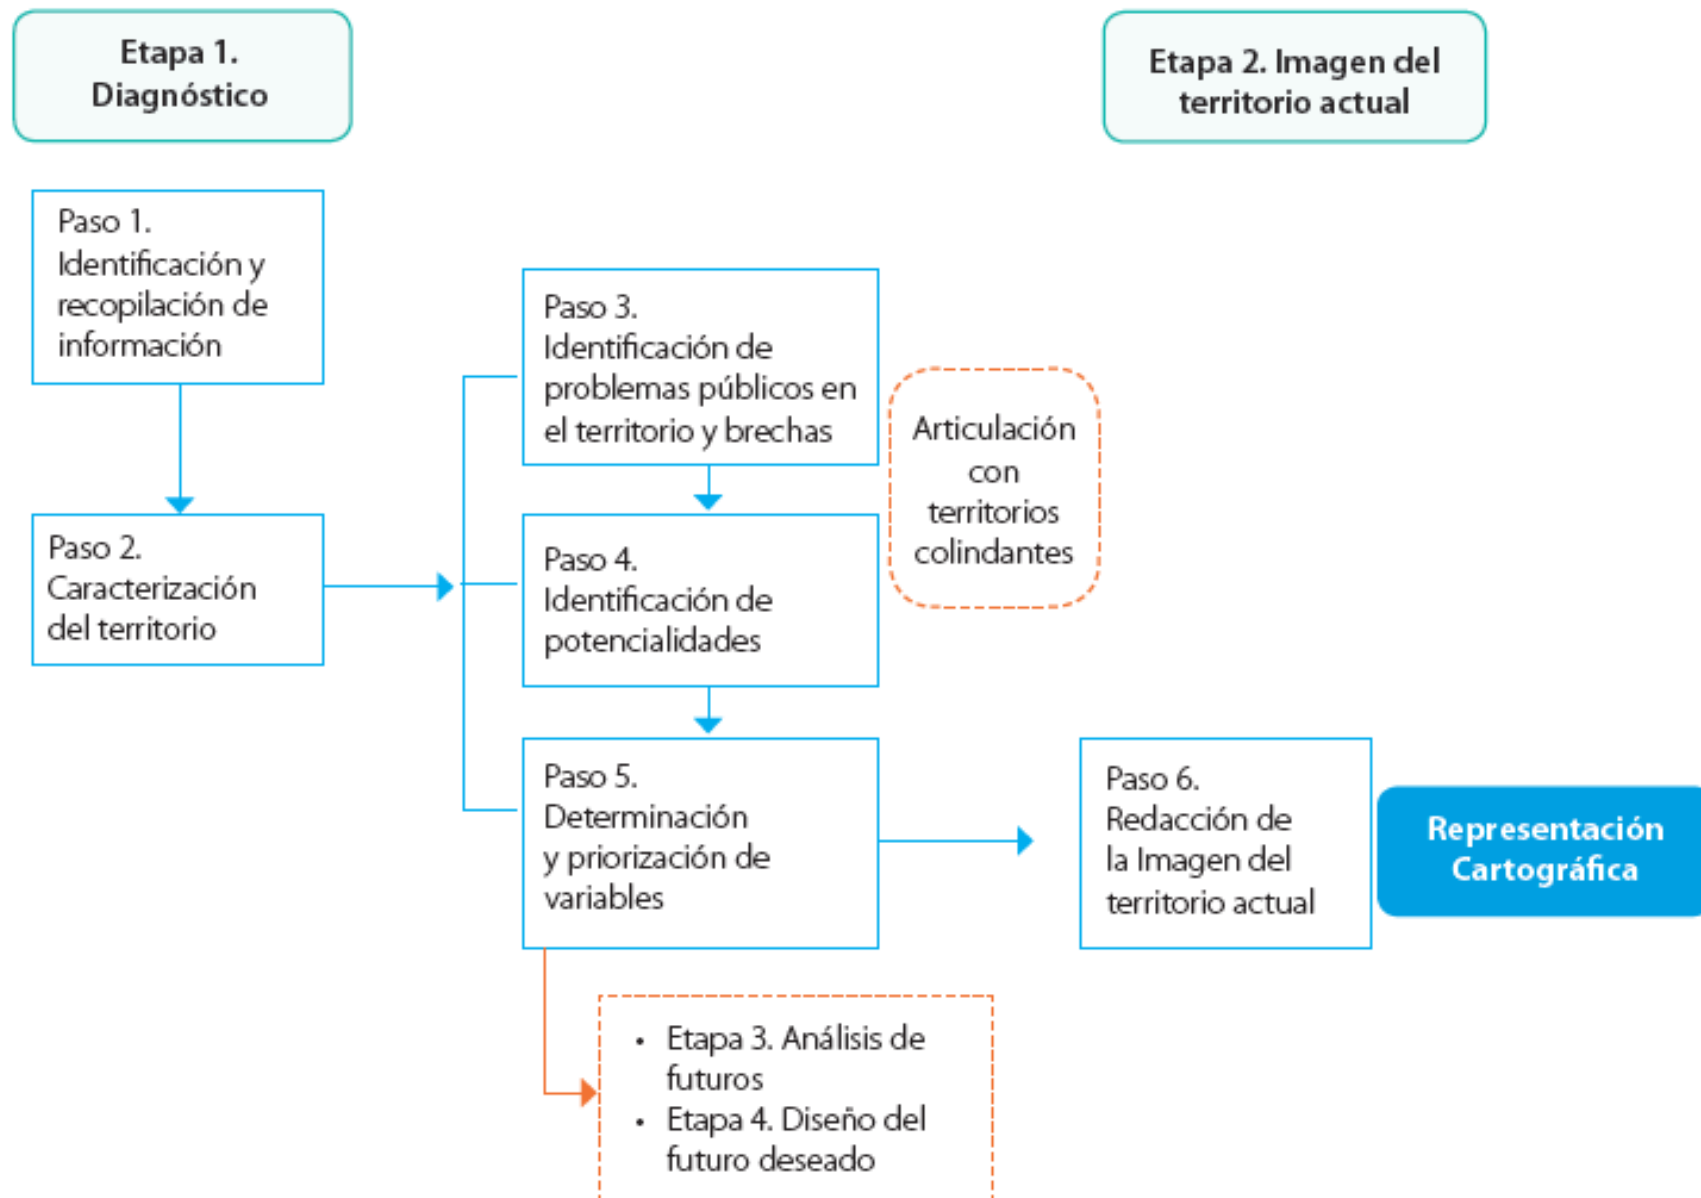 Etapa 1.
Diagnóstico
Etapa 2. Imagen del
territorio actual
Paso 1.
Identificación y
recopilación de
información
Paso 2.
Caracterización
del territorio
Paso 3.
Identificación de
problemas públicos en
el territorio y brechas
Articulación
con
territorios
colindantes
Paso 4.
Identificación de
potencialidades
Paso 5.
Determinación
y priorización de
variables
Paso 6.
Redacción de
la Imagen del
territorio actual
Representación
Cartográfica
• Etapa 3. Análisis de
futuros
• Etapa 4. Diseño del
futuro deseado